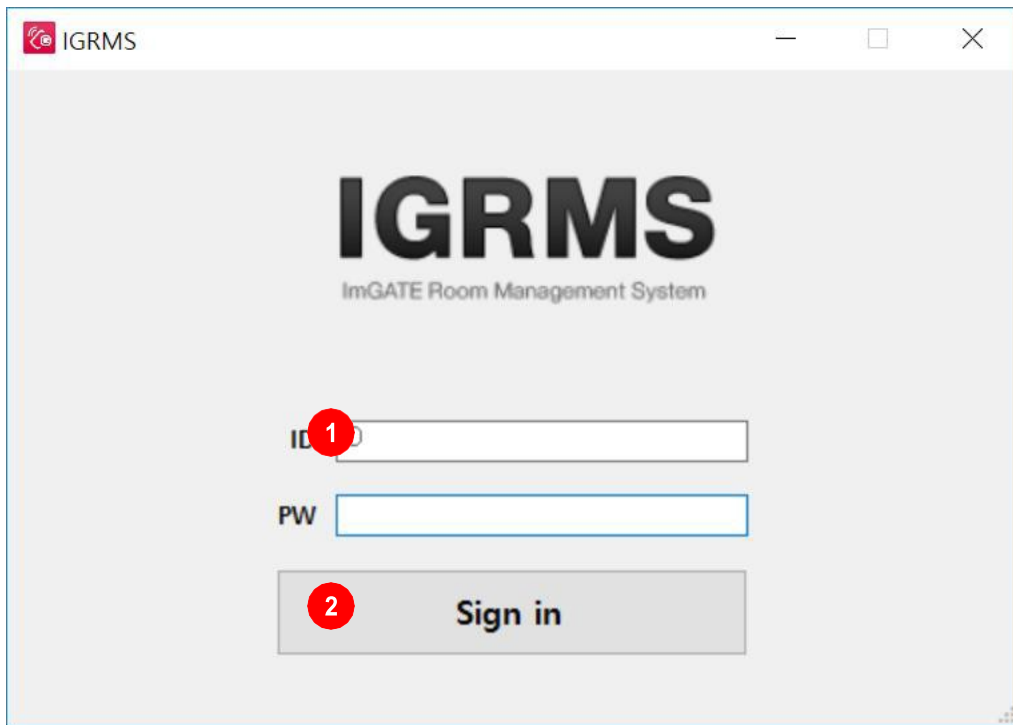 IGRMS
IGRMS
ImGATE Room Management System
ID 1
PW
2 Sign in